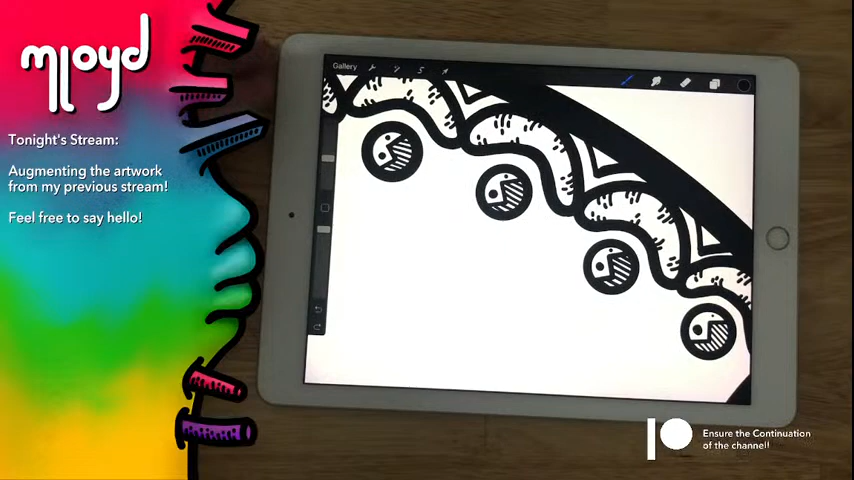 mloyd
Tonight's Stream:
Augmenting the artwork
from my previous stream!
Feel free to say hello!
Gallery
Ensure the Continuation
of the channel!